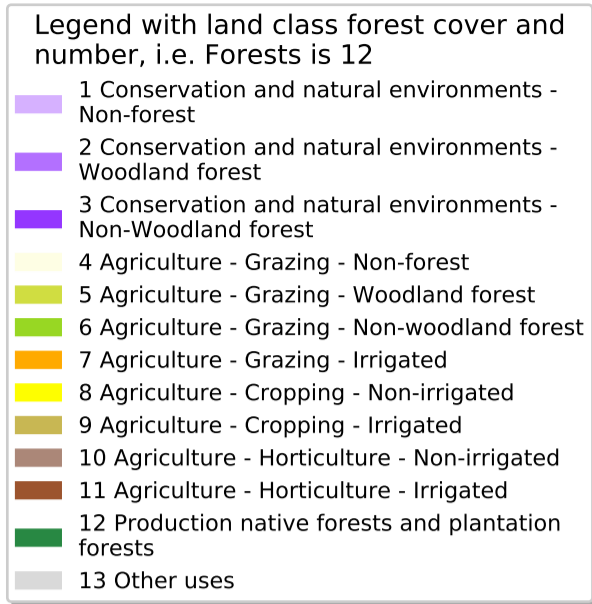 Legend with land class forest cover and
number, i.e. Forests is 12
1 Conservation and natural environments -
Non-forest
2 Conservation and natural environments -
Woodland forest
3 Conservation and natural environments -
Non-Woodland forest
4 Agriculture - Grazing - Non-forest
5 Agriculture - Grazing - Woodland forest
6 Agriculture - Grazing - Non-woodland forest
7 Agriculture - Grazing - Irrigated
8 Agriculture - Cropping - Non-irrigated
9 Agriculture - Cropping - Irrigated
10 Agriculture - Horticulture - Non-irrigated
11 Agriculture - Horticulture - Irrigated
12 Production native forests and plantation
forests
13 Other uses